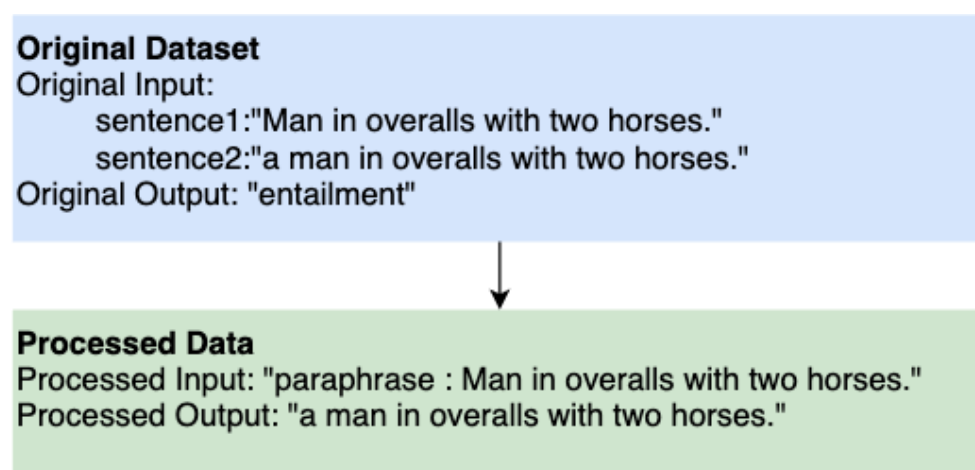 Original Dataset
Original Input:
sentence1:"Man in overalls with two horses."
sentence2:"a man in overalls with two horses."
Original Output: "entailment"
Processed Data
Processed Input: "paraphrase : Man in overalls with two horses."
Processed Output: "a man in overalls with two horses."